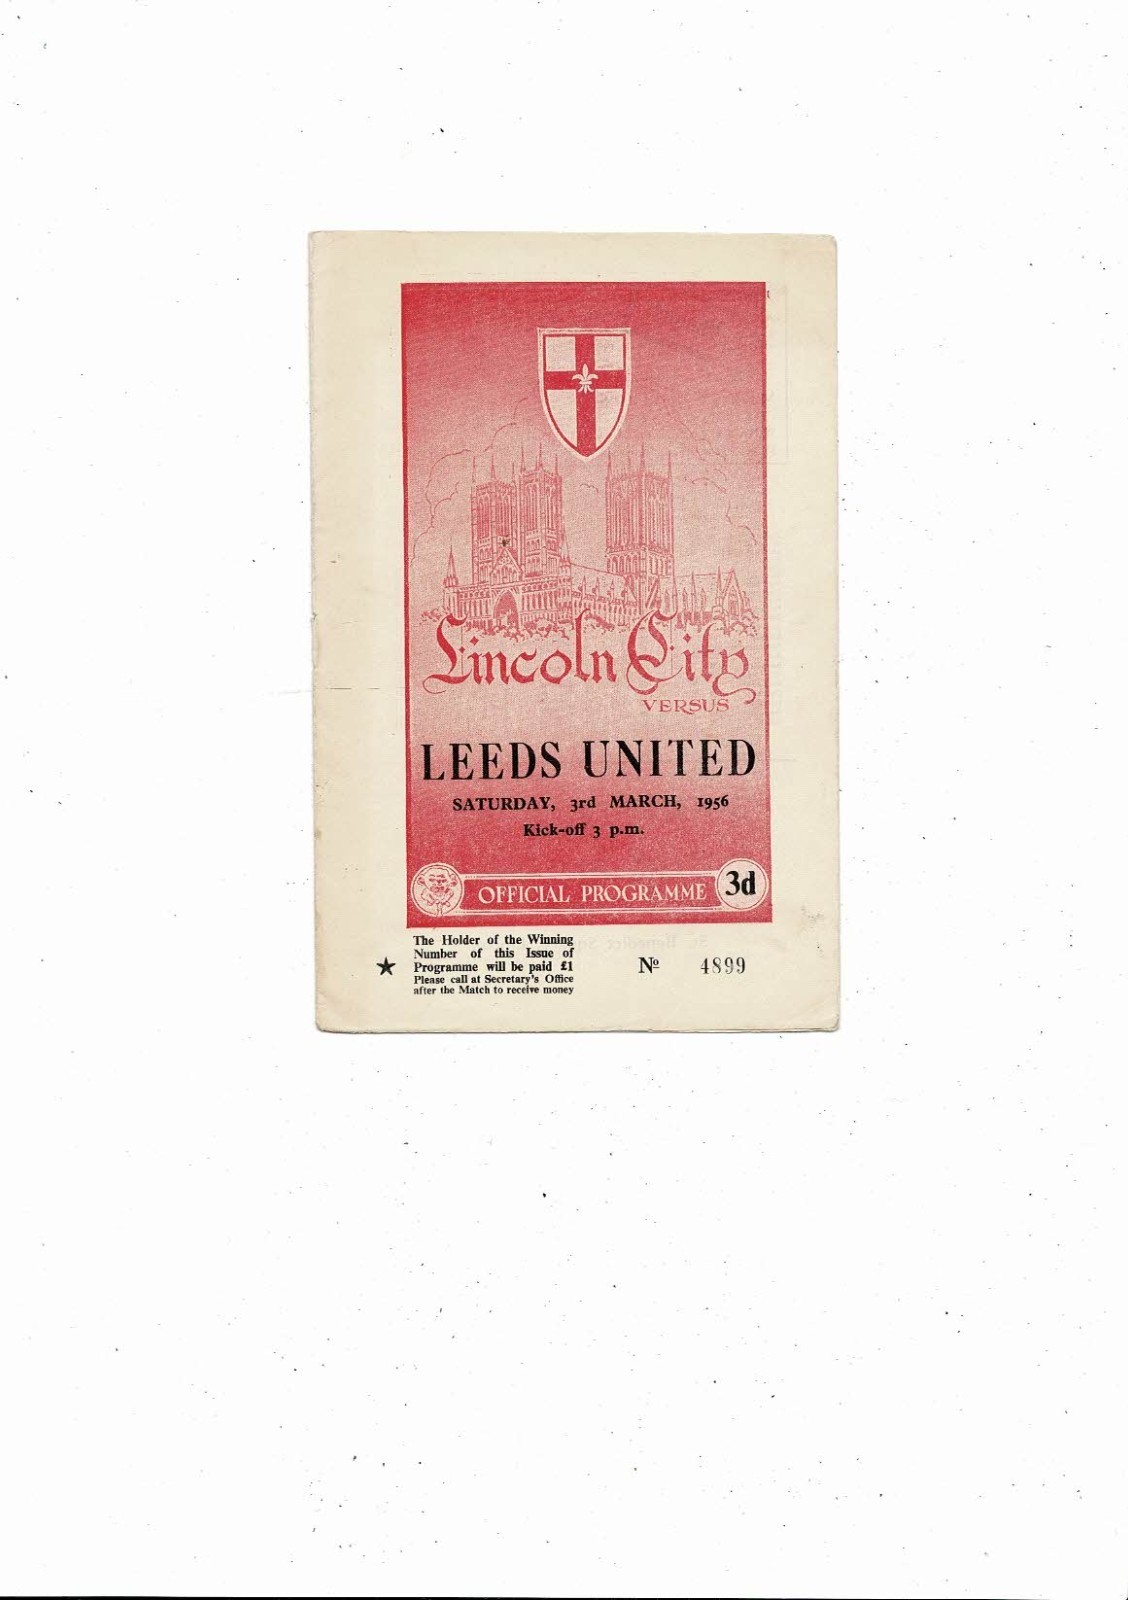 Lincoln City
VERSUS
LEEDS UNITED
SATURDAY, 3rd MARCH, 1956
Kick-off 3 p.m.
OFFICIAL PROGRAMME 3d
The Holder of the Winning
Number of this Issue of
★ Programme will be paid £1
Please call at Secretary's Office
after the Match to receive money
Nº 4899